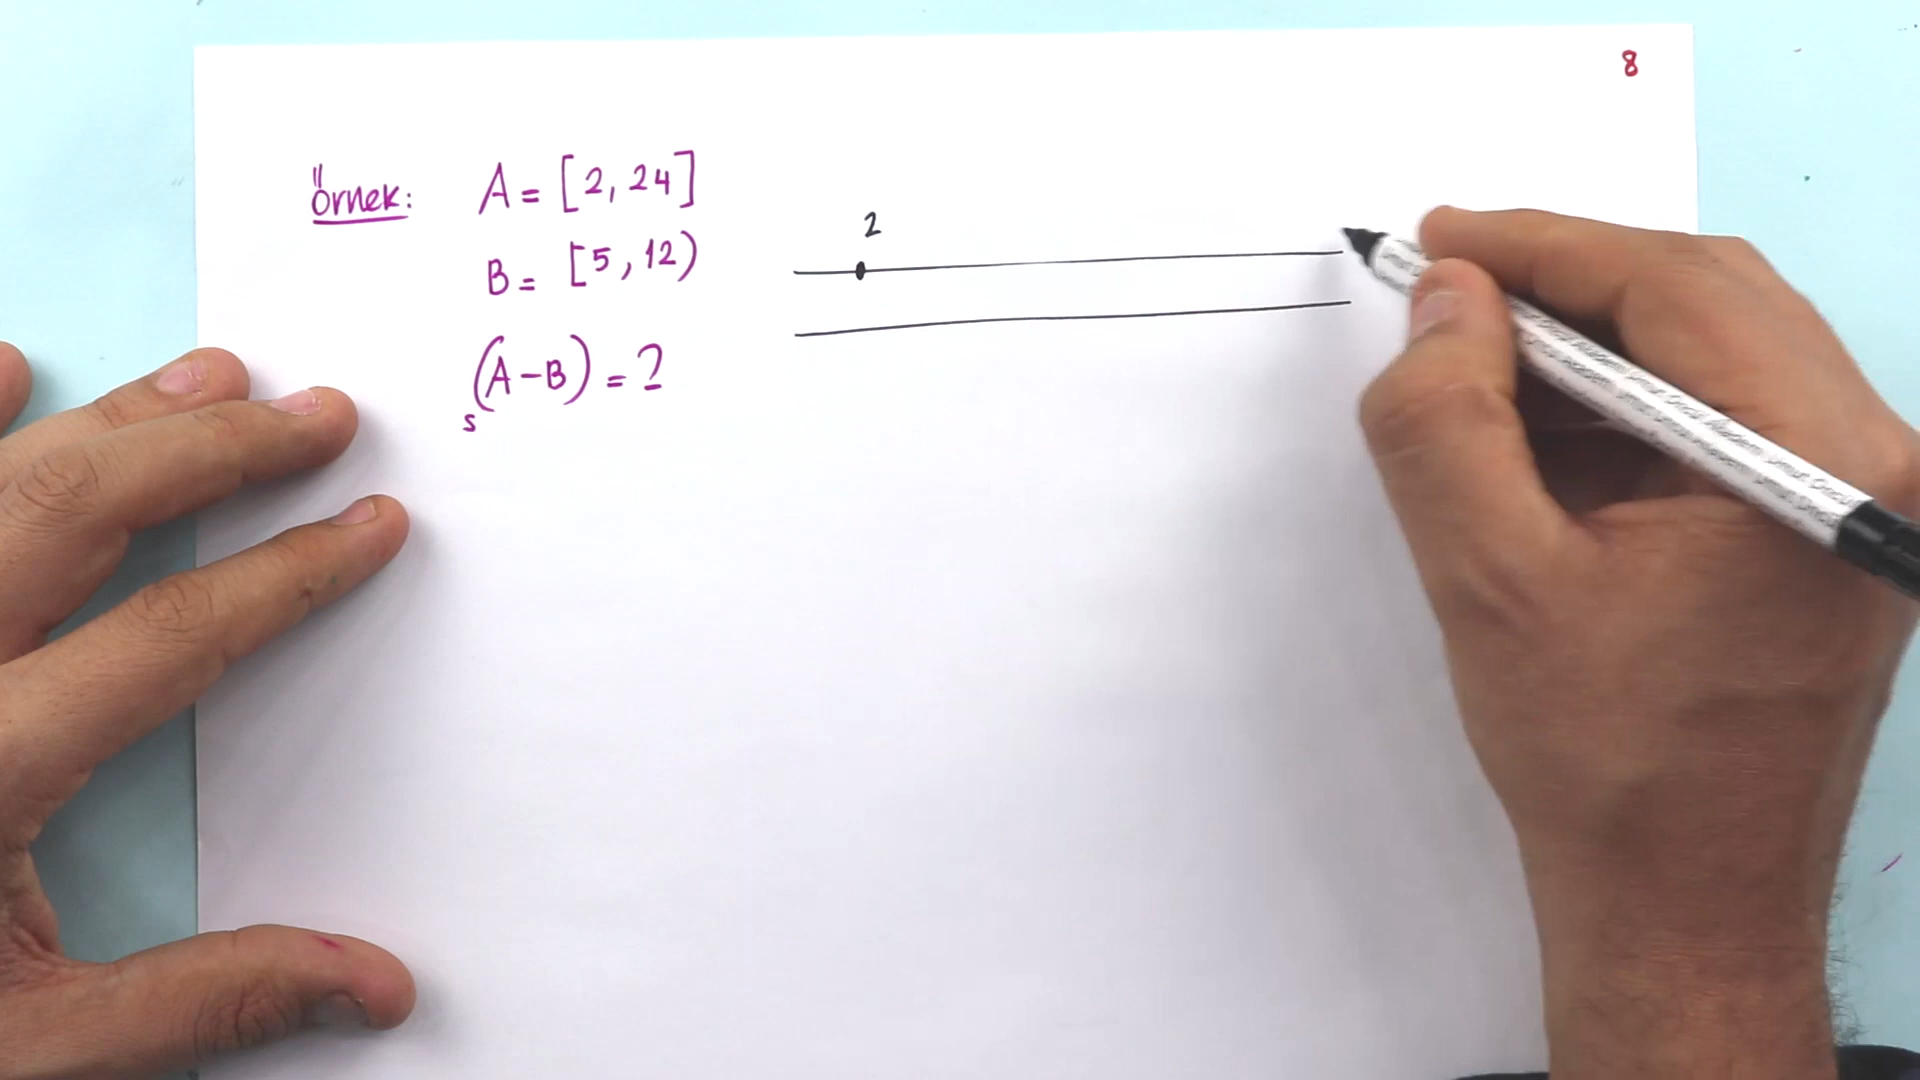 8
Örnek: A = [2, 24]
2
B = [5, 12)
s(A-B) = ?